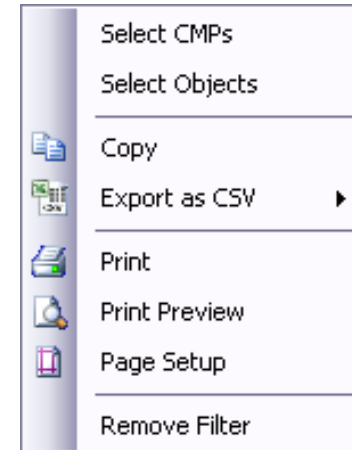 Select CMPs
Select Objects
Copy
Export as CSV
Print
Print Preview
Page Setup
Remove Filter